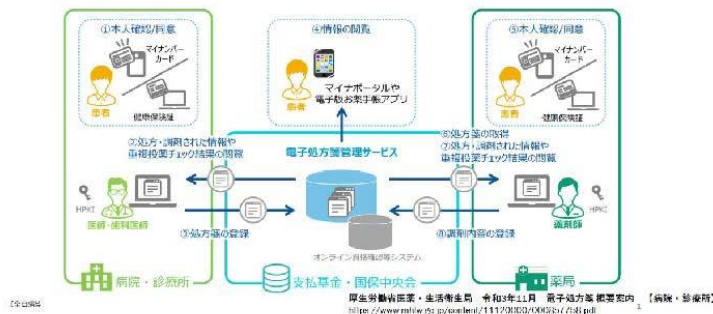 ①本人確認/同意
マイナンバー
カード
患者
健康保険証
④情報の閲覧
患者
マイナポータルや
電子版お薬手帳アプリ
⑤本人確認/同意
マイナンバー
カード
患者
健康保険証
②処方・調剤された情報や
重複投薬チェック結果の閲覧
電子処方箋管理サービス
⑥処方箋の取得
⑦処方・調剤された情報や
重複投薬チェック結果の閲覧
HPKI
医師・歯科医師
③処方箋の登録
オンライン資格確認等システム
⑧調剤内容の登録
薬剤師
HPKI
病院・診療所
支払基金・国保中央会
薬局
厚生労働省医薬・生活衛生局 令和3年11月 電子処方箋 概要案内 【病院・診療所】
1